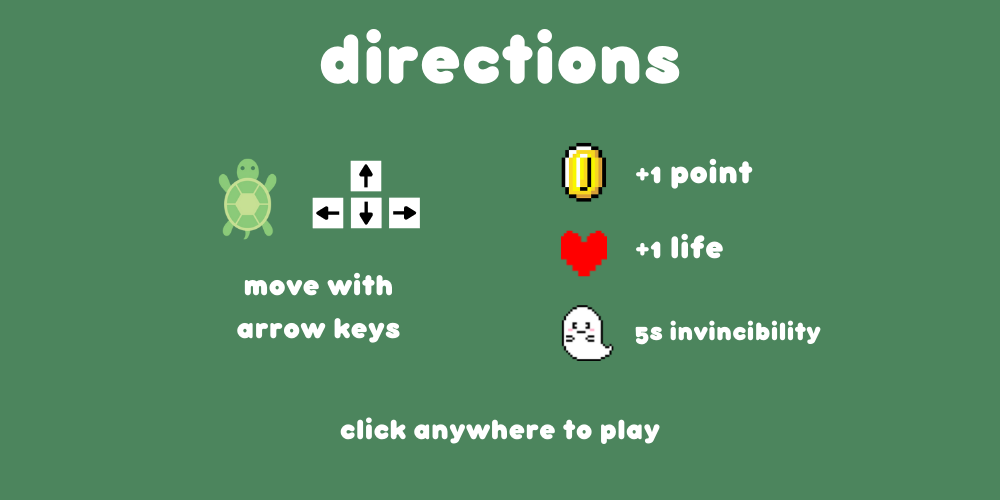 directions
move with
arrow keys
+1 point
+1 life
5s invincibility
click anywhere to play